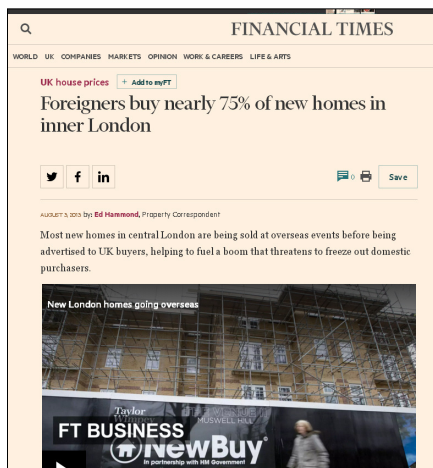 FINANCIAL TIMES
WORLD UK COMPANIES MARKETS OPINION WORK & CAREERS LIFE & ARTS
UK house prices + Add to myFT
Foreigners buy nearly 75% of new homes in
inner London
0 Save
AUGUST 3, 2013 by: Ed Hammond, Property Correspondent
Most new homes in central London are being sold at overseas events before being
advertised to UK buyers, helping to fuel a boom that threatens to freeze out domestic
purchasers.
New London homes going overseas
Taylor
Wimpey
MUSWELL HILL
FT BUSINESS
NewBuy
In partnership with HM Government